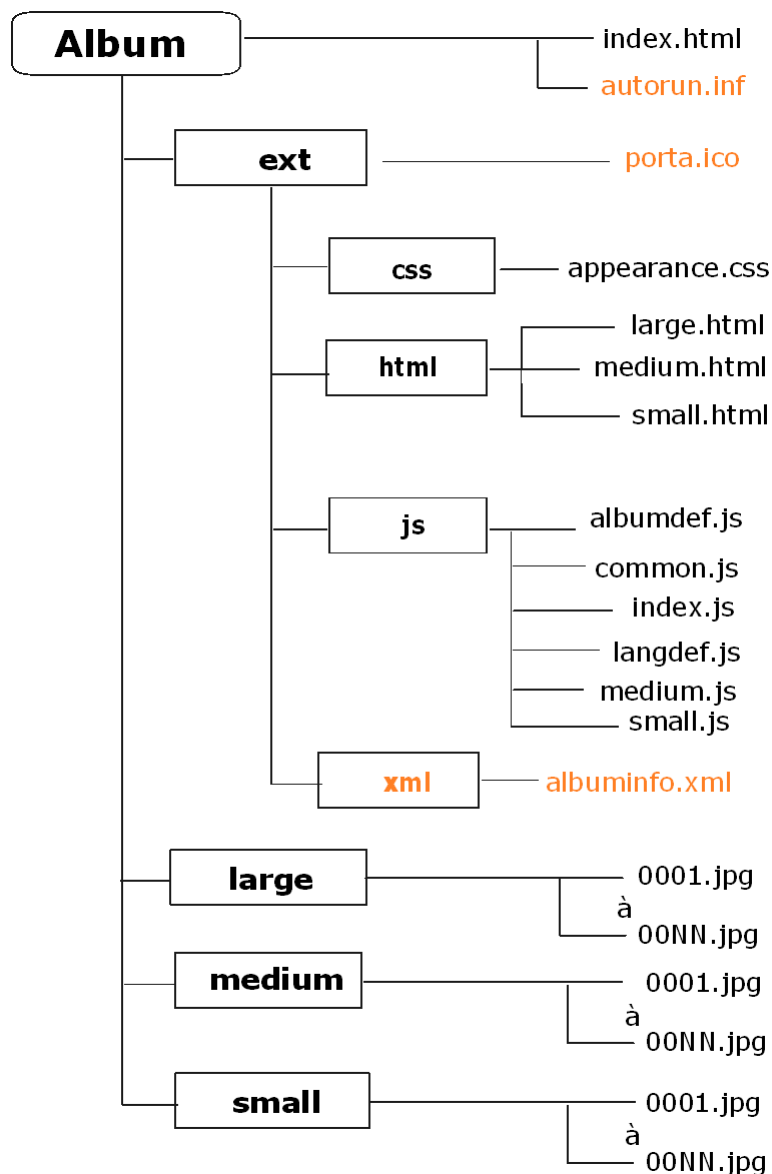 Album
index.html
autorun.inf
ext
porta.ico
css
appearance.css
html
large.html
medium.html
small.html
js
albumdef.js
common.js
index.js
langdef.js
medium.js
small.js
xml
albuminfo.xml
large
0001.jpg
à
00NN.jpg
medium
0001.jpg
à
00NN.jpg
small
0001.jpg
à
00NN.jpg